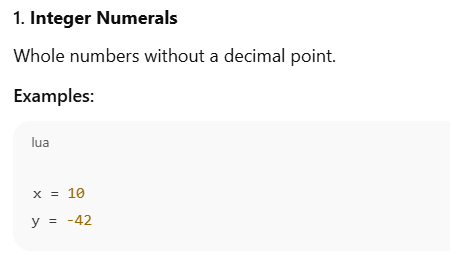 1. Integer Numerals
Whole numbers without a decimal point.
Examples:
lua
x = 10
y = -42